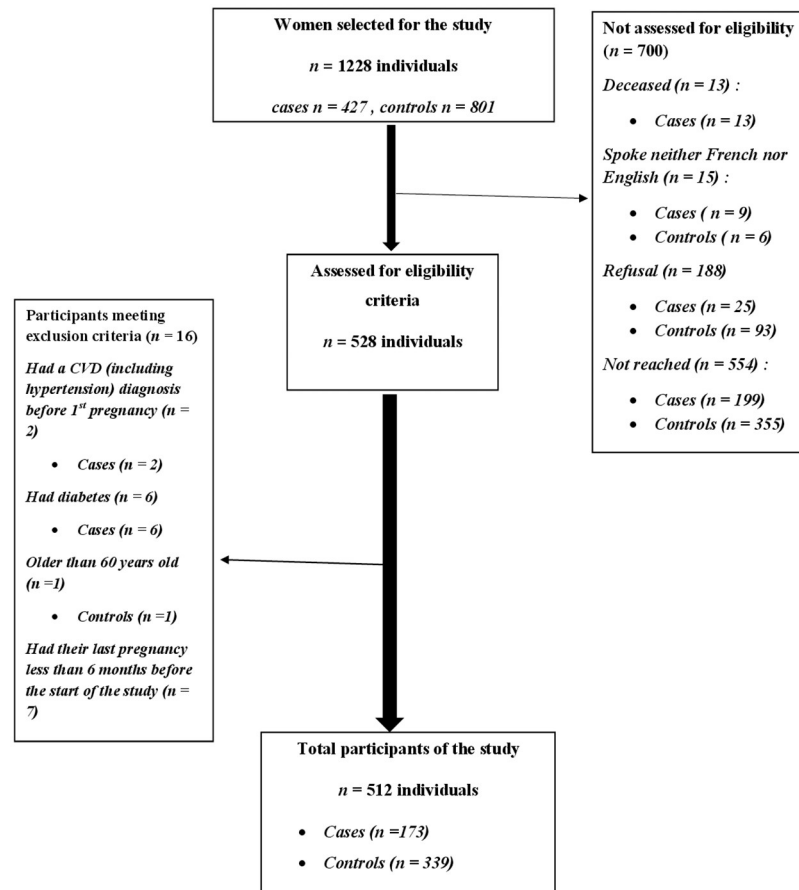 Women selected for the study
n = 1228 individuals
cases n = 427 , controls n = 801
Not assessed for eligibility
(n = 700)
Deceased (n = 13) :
• Cases (n = 13)
Spoke neither French nor
English (n = 15) :
• Cases ( n = 9)
• Controls ( n = 6)
Refusal (n = 188)
• Cases (n = 25)
• Controls (n = 93)
Not reached (n = 554) :
• Cases (n = 199)
• Controls (n = 355)
Assessed for eligibility
criteria
n = 528 individuals
Participants meeting
exclusion criteria (n = 16)
Had a CVD (including
hypertension) diagnosis
before 1st pregnancy (n =
2)
• Cases (n = 2)
Had diabetes (n = 6)
• Cases (n = 6)
Older than 60 years old
(n =1)
• Controls (n =1)
Had their last pregnancy
less than 6 months before
the start of the study (n =
7)
Total participants of the study
n = 512 individuals
• Cases (n =173)
• Controls (n = 339)